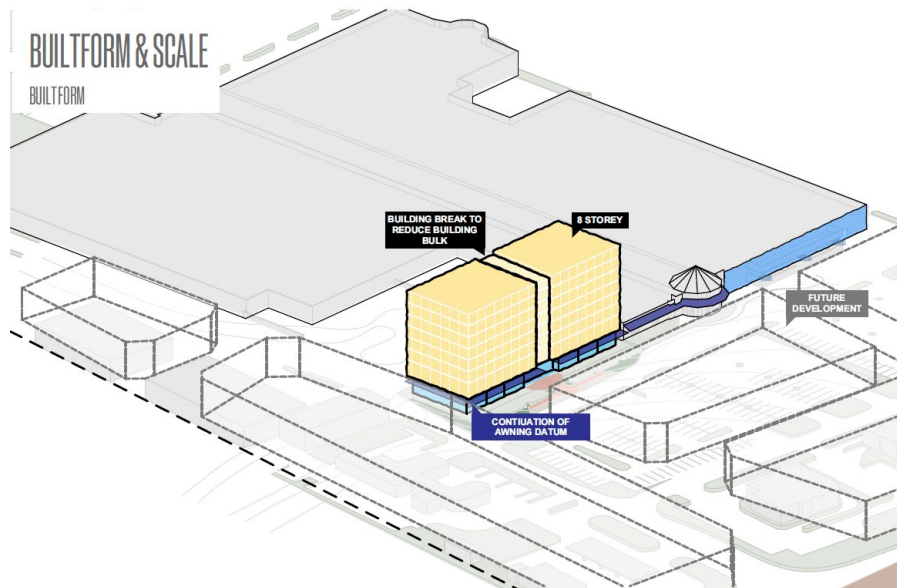 BUILTFORM & SCALE
BUILTFORM
BUILDING BREAK TO
REDUCE BUILDING
BULK
8 STOREY
FUTURE
DEVELOPMENT
CONTIUATION OF
AWNING DATUM